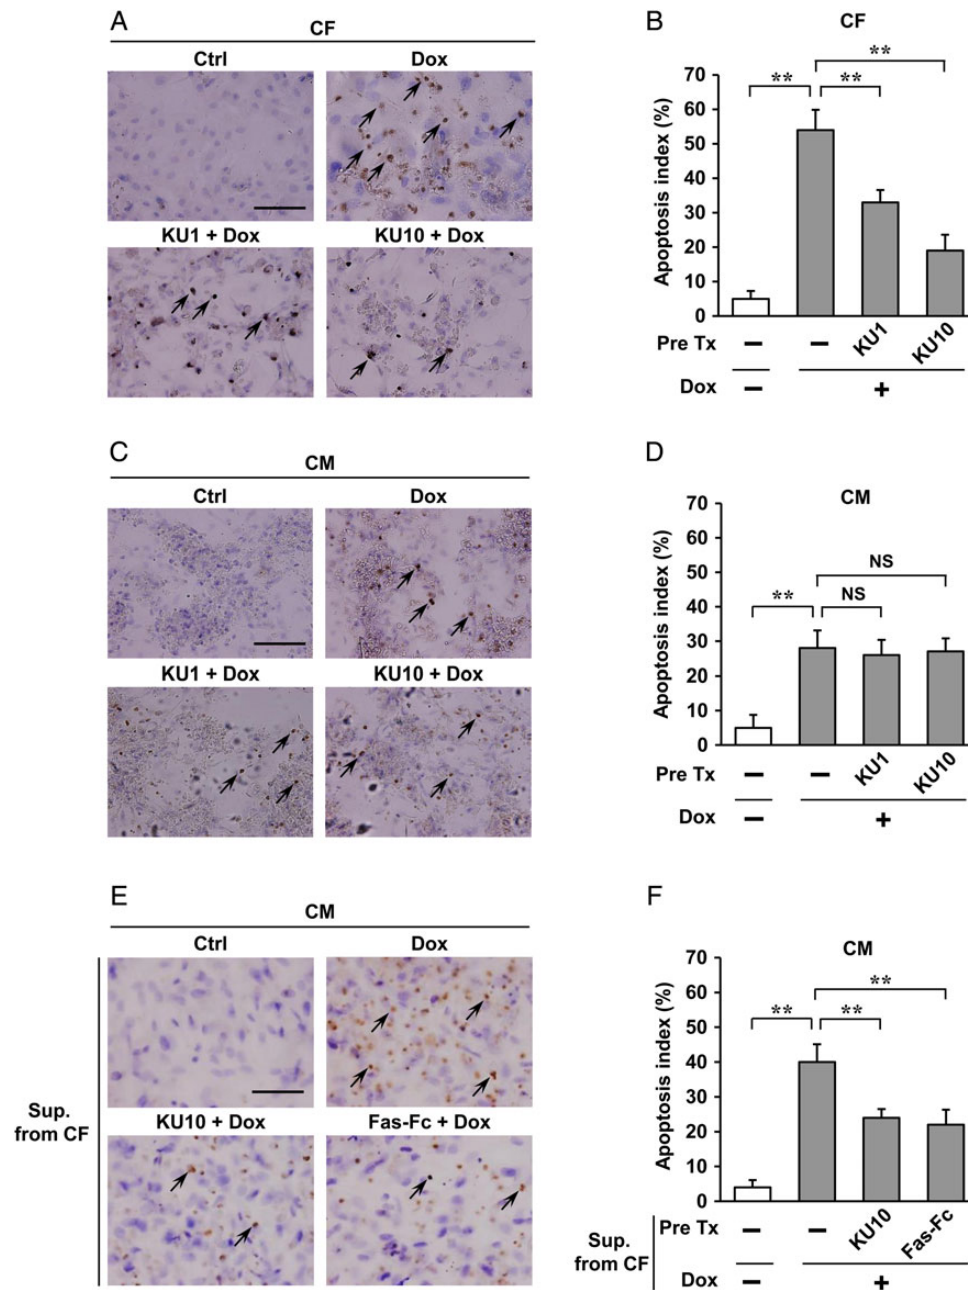 A
CF
Ctrl
Dox
KU1 + Dox
KU10 + Dox
B
CF
**
** **
Apoptosis index (%)
70
60
50
40
30
20
10
0
Pre Tx
– – KU1 KU10
Dox
– +
C
CM
Ctrl
Dox
KU1 + Dox
KU10 + Dox
D
CM
NS
** NS
Apoptosis index (%)
70
60
50
40
30
20
10
0
Pre Tx
– – KU1 KU10
Dox
– +
E
CM
Ctrl
Dox
Sup.
from CF
KU10 + Dox
Fas-Fc + Dox
F
CM
**
** **
Apoptosis index (%)
70
60
50
40
30
20
10
0
Sup.
from CF
Pre Tx
– – KU10 Fas-Fc
Dox
– +